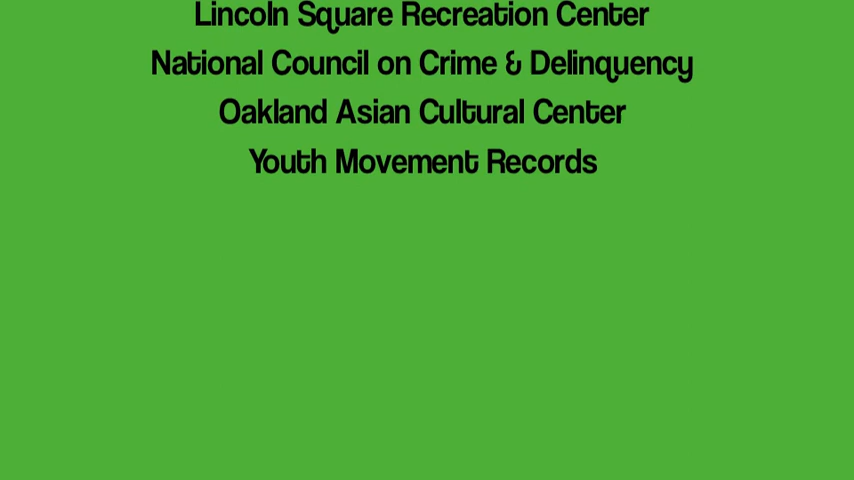 Lincoln Square Recreation Center
National Council on Crime & Delinquency
Oakland Asian Cultural Center
Youth Movement Records